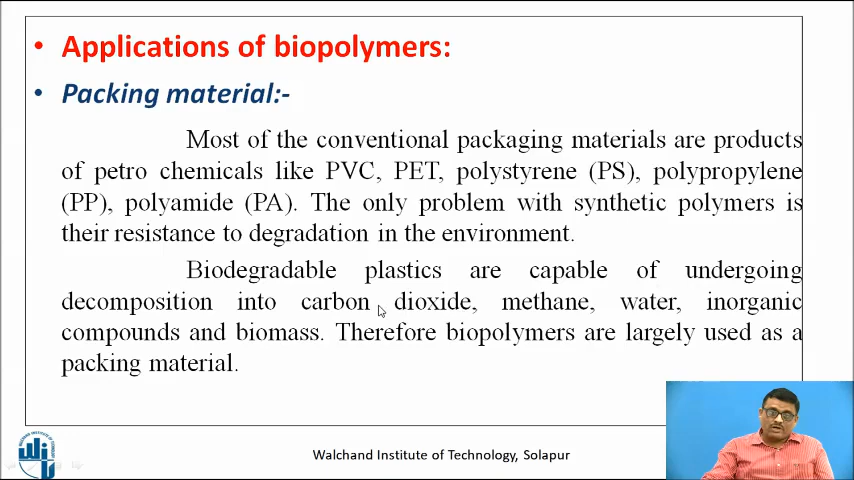 • Applications of biopolymers:
• Packing material:-
Most of the conventional packaging materials are products
of petro chemicals like PVC, PET, polystyrene (PS), polypropylene
(PP), polyamide (PA). The only problem with synthetic polymers is
their resistance to degradation in the environment.
Biodegradable plastics are capable of undergoing
decomposition into carbon dioxide, methane, water, inorganic
compounds and biomass. Therefore biopolymers are largely used as a
packing material.
Walchand Institute of Technology, Solapur